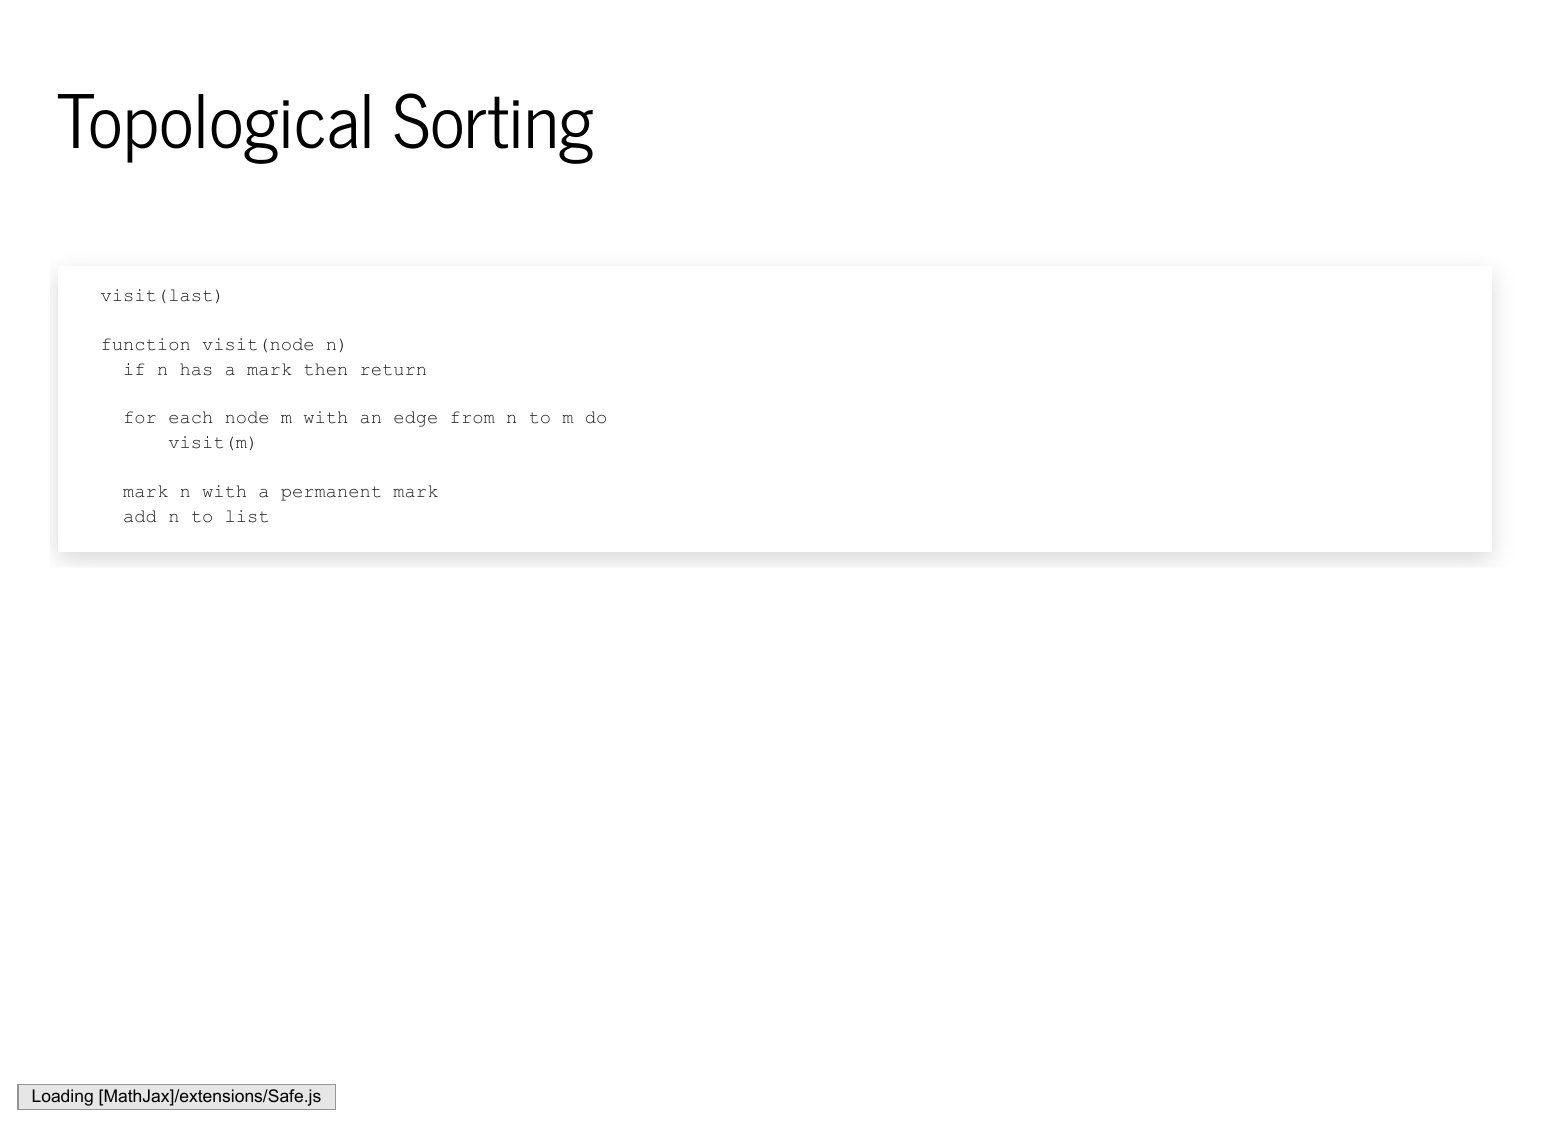 Topological Sorting
visit(last)
function visit(node n)
if n has a mark then return
for each node m with an edge from n to m do
visit(m)
mark n with a permanent mark
add n to list
Loading [MathJax]/extensions/Safe.js